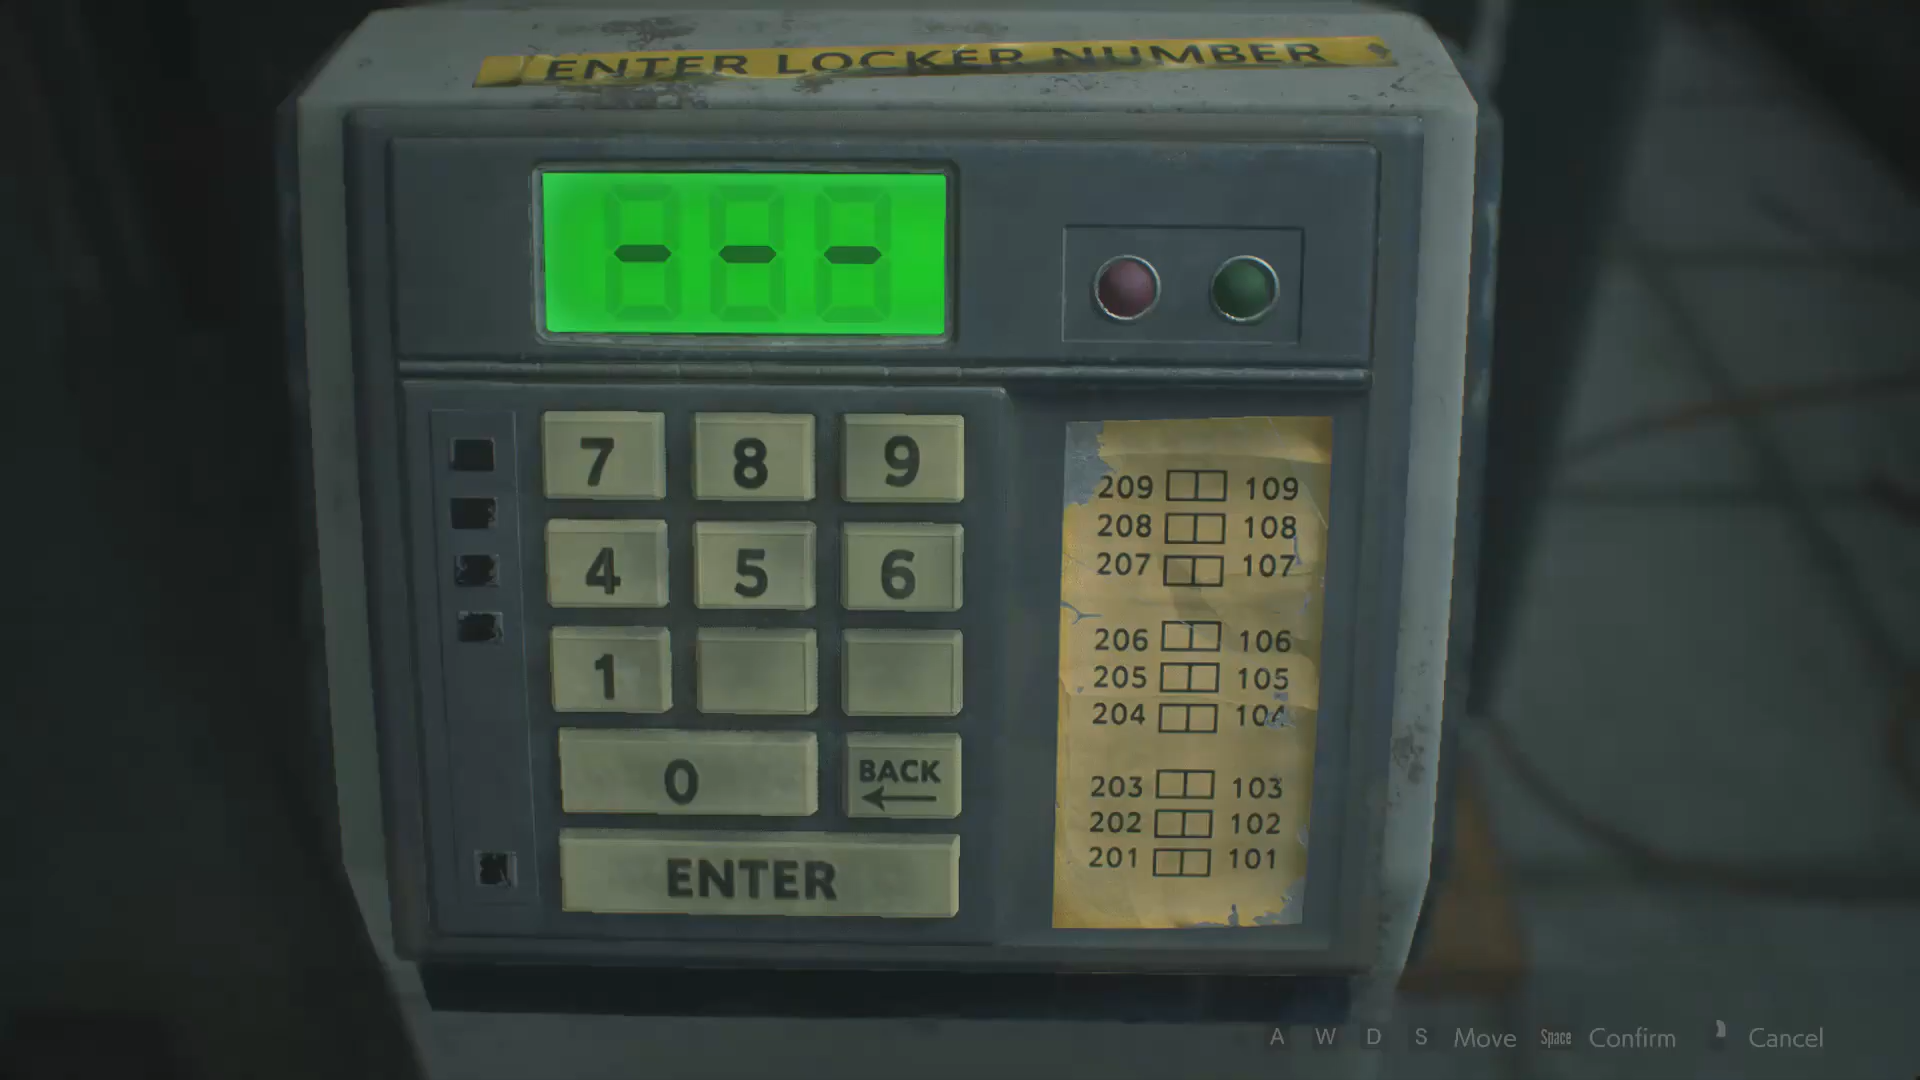 ENTER LOCKER NUMBER
- - -
7 8 9
4 5 6
1
0 BACK
ENTER
209 109
208 108
207 107
206 106
205 105
204 104
203 103
202 102
201 101
A W D S Move Space Confirm Cancel